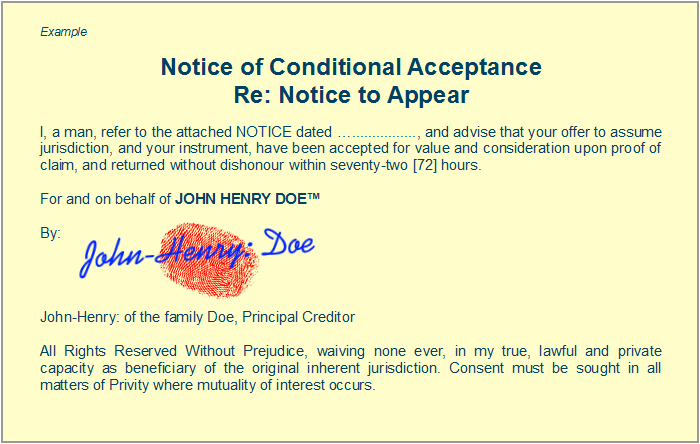 Example
Notice of Conditional Acceptance
Re: Notice to Appear
I, a man, refer to the attached NOTICE dated …................, and advise that your offer to assume
jurisdiction, and your instrument, have been accepted for value and consideration upon proof of
claim, and returned without dishonour within seventy-two [72] hours.
For and on behalf of JOHN HENRY DOE™
By:
John-Henry: Doe
John-Henry: of the family Doe, Principal Creditor
All Rights Reserved Without Prejudice, waiving none ever, in my true, lawful and private
capacity as beneficiary of the original inherent jurisdiction. Consent must be sought in all
matters of Privity where mutuality of interest occurs.